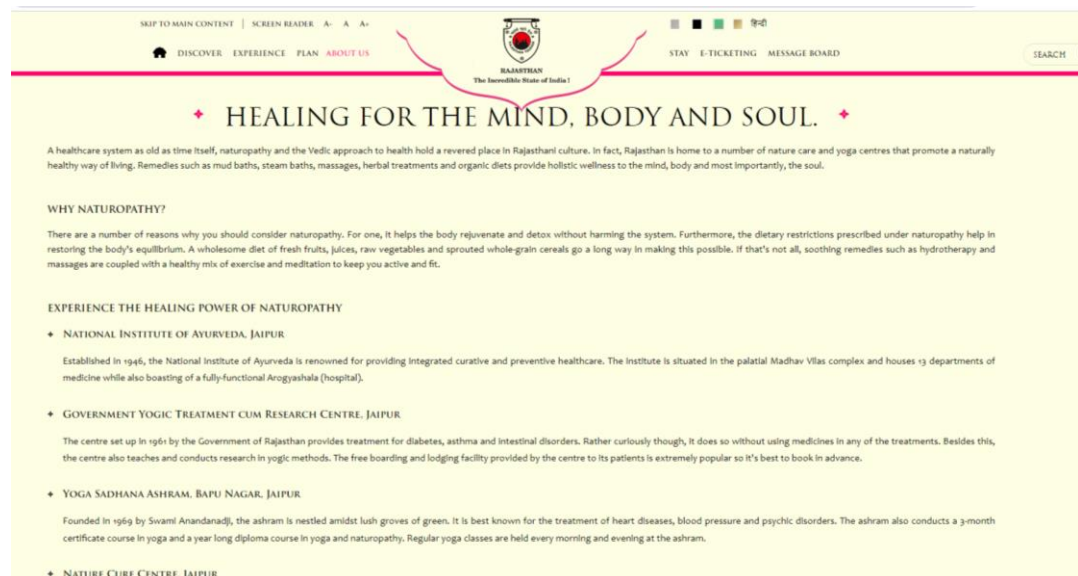 SKIP TO MAIN CONTENT | SCREEN READER A- A A+
हिन्दी
DISCOVER EXPERIENCE PLAN ABOUT US
STAY E-TICKETING MESSAGE BOARD
SEARCH
RAJASTHAN
The Incredible State of India !
HEALING FOR THE MIND, BODY AND SOUL.
A healthcare system as old as time itself, naturopathy and the Vedic approach to health hold a revered place in Rajasthani culture. In fact, Rajasthan is home to a number of nature care and yoga centres that promote a naturally
healthy way of living. Remedies such as mud baths, steam baths, massages, herbal treatments and organic diets provide holistic wellness to the mind, body and most importantly, the soul.
WHY NATUROPATHY?
There are a number of reasons why you should consider naturopathy. For one, it helps the body rejuvenate and detox without harming the system. Furthermore, the dietary restrictions prescribed under naturopathy help in
restoring the body's equilibrium. A wholesome diet of fresh fruits, juices, raw vegetables and sprouted whole-grain cereals go a long way in making this possible. If that's not all, soothing remedies such as hydrotherapy and
massages are coupled with a healthy mix of exercise and meditation to keep you active and fit.
EXPERIENCE THE HEALING POWER OF NATUROPATHY
NATIONAL INSTITUTE OF AYURVEDA, JAIPUR
Established in 1946, the National Institute of Ayurveda is renowned for providing integrated curative and preventive healthcare. The institute is situated in the palatial Madhav Vilas complex and houses 13 departments of
medicine while also boasting of a fully-functional Arogyashala (hospital).
GOVERNMENT YOGIC TREATMENT CUM RESEARCH CENTRE, JAIPUR
The centre set up in 1961 by the Government of Rajasthan provides treatment for diabetes, asthma and intestinal disorders. Rather curiously though, it does so without using medicines in any of the treatments. Besides this,
the centre also teaches and conducts research in yogic methods. The free boarding and lodging facility provided by the centre to its patients is extremely popular so it's best to book in advance.
YOGA SADHANA ASHRAM, BAPU NAGAR, JAIPUR
Founded in 1969 by Swami Anandanadji, the ashram is nestled amidst lush groves of green. It is best known for the treatment of heart diseases, blood pressure and psychic disorders. The ashram also conducts a 3-month
certificate course in yoga and a year long diploma course in yoga and naturopathy. Regular yoga classes are held every morning and evening at the ashram.
NATURE CURE CENTRE, JAIPUR